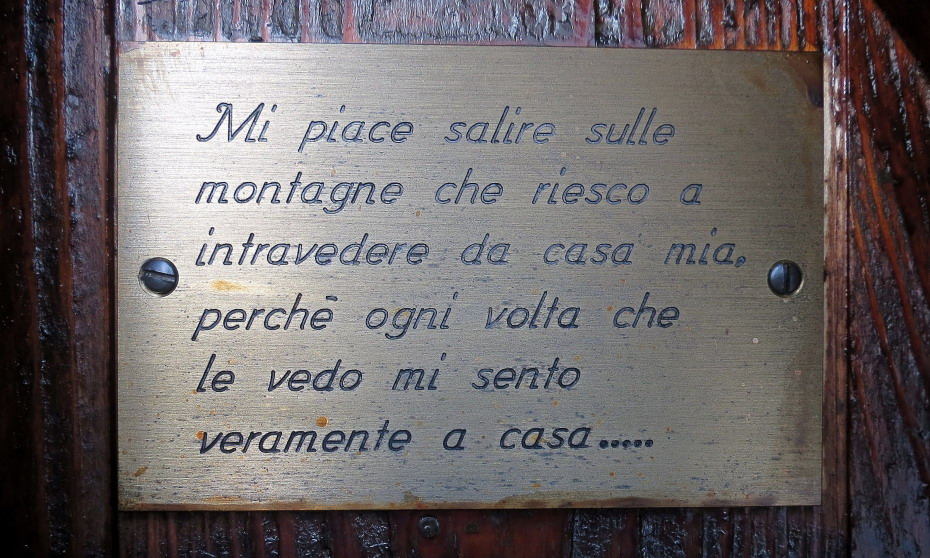 Mi piace salire sulle
montagne che riesco a
intravedere da casa mia,
perchē ogni volta che
le vedo mi sento
veramente a casa.....